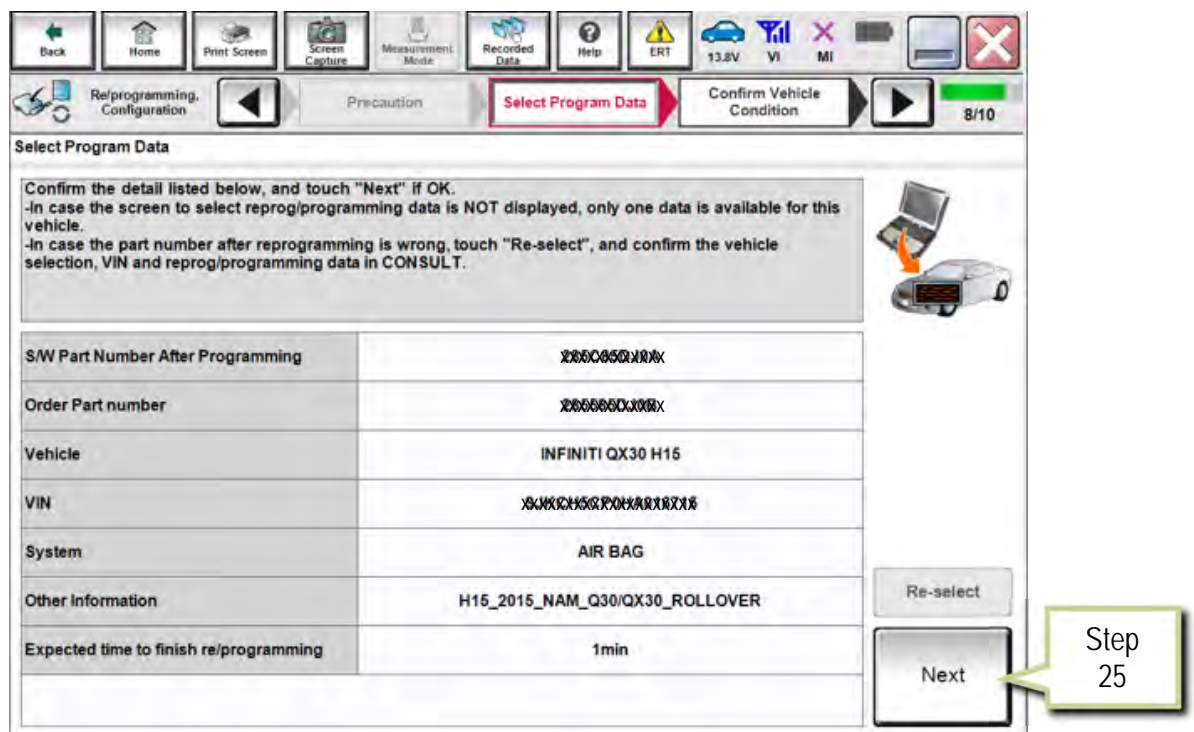 Back
Home
Print Screen
Screen
Capture
Measurement
Mode
Recorded
Data
Help
ERT
13.8V
VI
MI
Re/programming,
Configuration
Precaution
Select Program Data
Confirm Vehicle
Condition
8/10
Select Program Data
Confirm the detail listed below, and touch "Next" if OK.
-In case the screen to select reprog/programming data is NOT displayed, only one data is available for this
vehicle.
-In case the part number after reprogramming is wrong, touch "Re-select", and confirm the vehicle
selection, VIN and reprog/programming data in CONSULT.
S/W Part Number After Programming
Order Part number
Vehicle
INFINITI QX30 H15
VIN
System
AIR BAG
Other Information
H15_2015_NAM_Q30/QX30_ROLLOVER
Expected time to finish re/programming
1min
Re-select
Next
Step
25